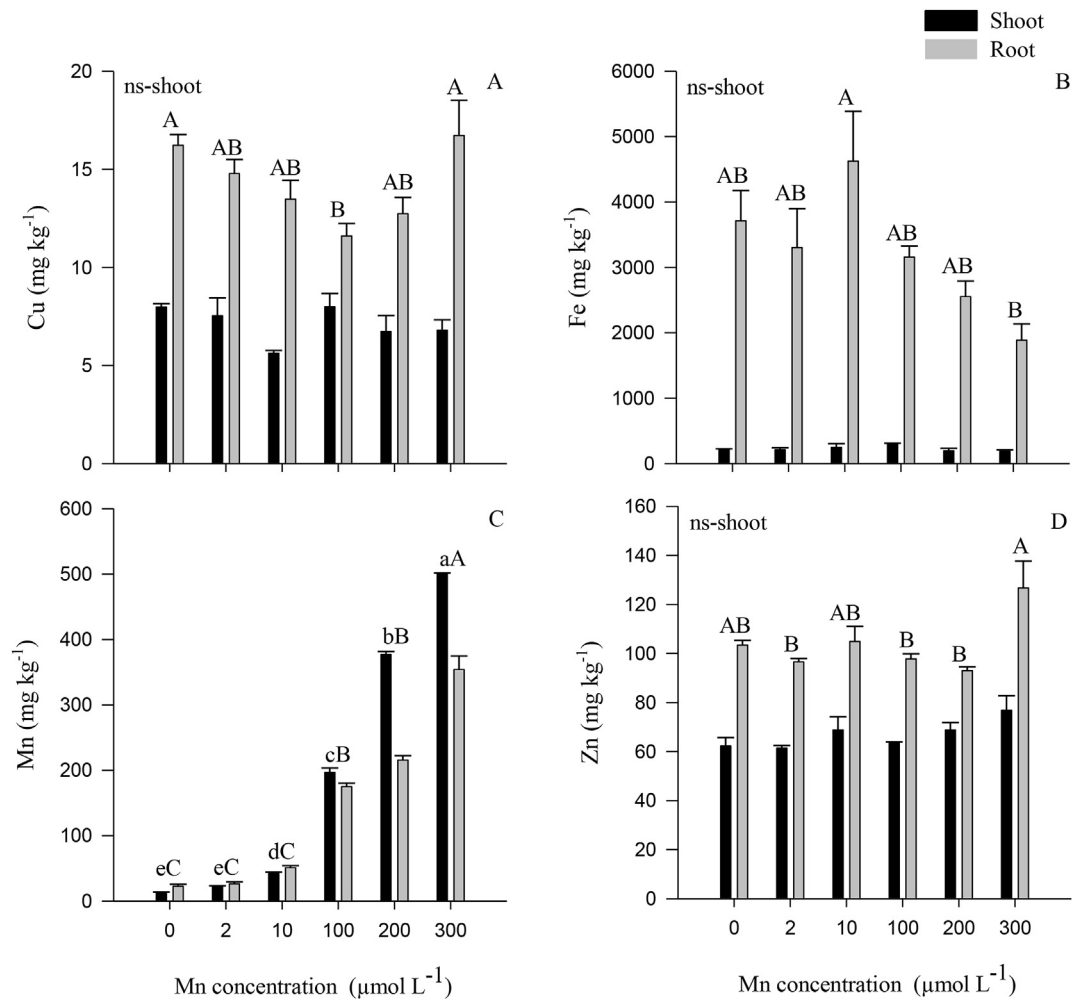 Shoot
Root
ns-shoot
A
20
15
10
5
0
Cu (mg kg-1)
A
AB
AB
B
AB
A
ns-shoot
B
6000
5000
4000
3000
2000
1000
0
Fe (mg kg-1)
AB
AB
A
AB
AB
B
C
600
500
400
300
200
100
0
Mn (mg kg-1)
eC
eC
dC
cB
bB
aA
0 2 10 100 200 300
Mn concentration (µmol L-1)
ns-shoot
D
160
140
120
100
80
60
40
20
0
Zn (mg kg-1)
AB
B
AB
B
B
A
0 2 10 100 200 300
Mn concentration (µmol L-1)